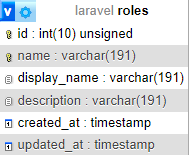 v laravel roles
id : int(10) unsigned
name : varchar(191)
display_name : varchar(191)
description : varchar(191)
created_at : timestamp
updated_at : timestamp